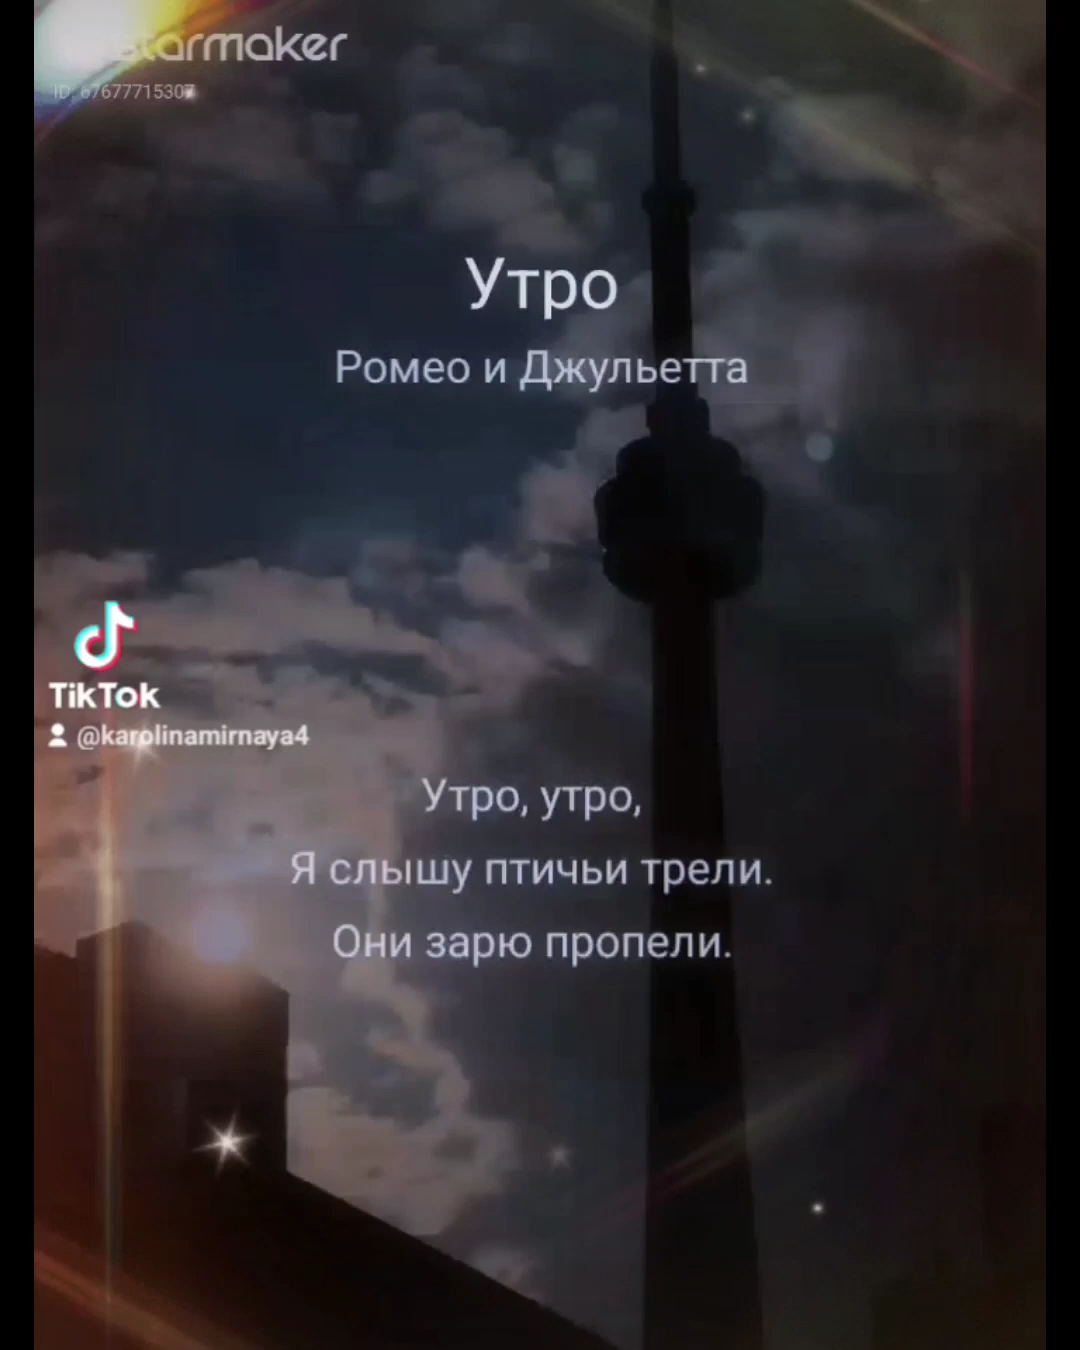 starmaker
ID: 67677715307
Утро
Ромео и Джульетта
TikTok
@karolinamirnaya4
Утро, утро,
Я слышу птичьи трели.
Они зарю пропели.